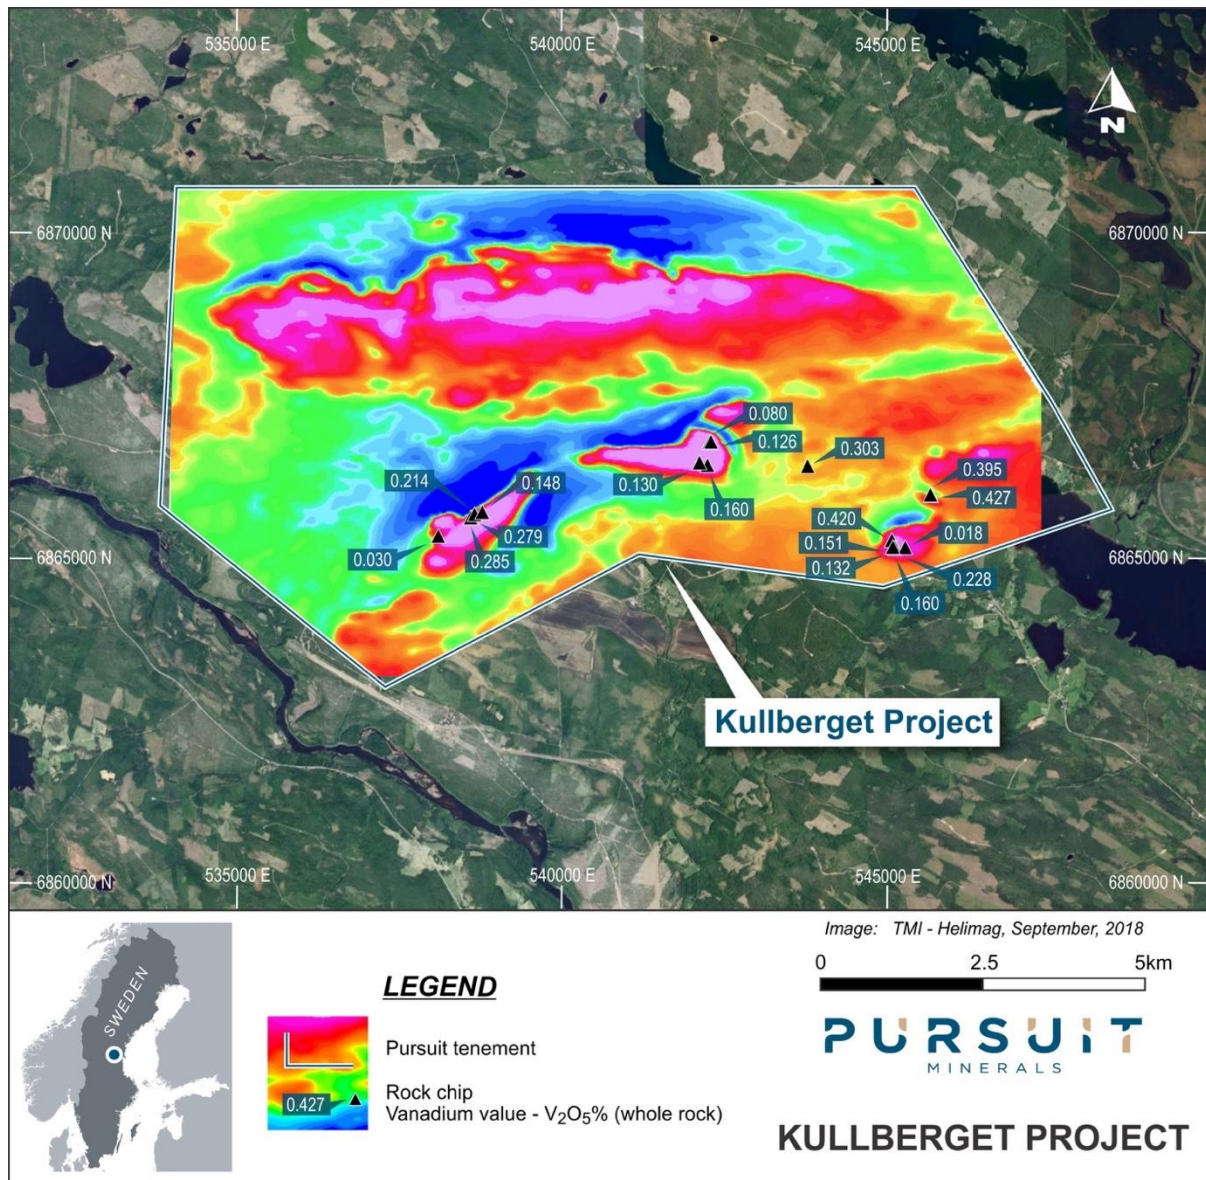 535000 E
540000 E
545000 E
N
6870000 N
6870000 N
0.080
0.126
0.303
0.130
0.160
0.395
0.427
0.214
0.148
0.279
0.285
0.030
0.420
0.018
0.151
0.132
0.228
0.160
6865000 N
6865000 N
Kullberget Project
535000 E
540000 E
545000 E
6860000 N
6860000 N
SWEDEN
LEGEND
Pursuit tenement
0.427
Rock chip
Vanadium value - V₂O₅% (whole rock)
Image: TMI - Helimag, September, 2018
0 2.5 5km
PURSUIT
MINERALS
KULLBERGET PROJECT